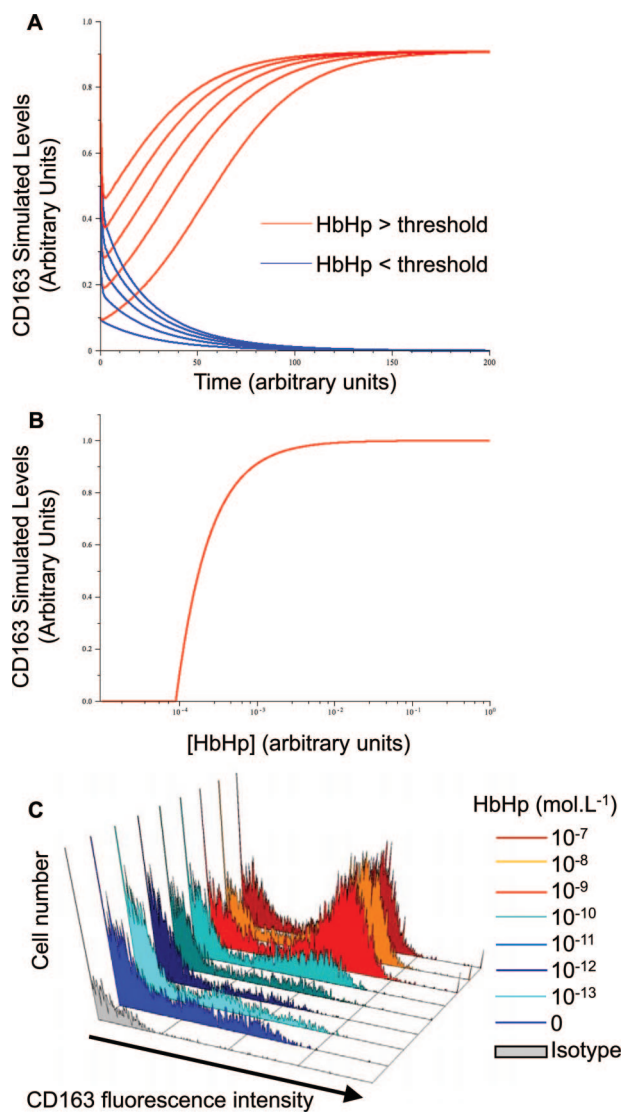 A
CD163 Simulated Levels
(Arbitrary Units)
1.0
0.8
0.6
0.4
0.2
0
HbHp > threshold
HbHp < threshold
0 50 100 150 200
Time (arbitrary units)
B
CD163 Simulated Levels
(Arbitrary Units)
1.0
0.8
0.6
0.4
0.2
0.0
10⁻⁴ 10⁻³ 10⁻² 10⁻¹ 10⁰
[HbHp] (arbitrary units)
C
Cell number
CD163 fluorescence intensity
HbHp (mol.L⁻¹)
10⁻⁷
10⁻⁸
10⁻⁹
10⁻¹⁰
10⁻¹¹
10⁻¹²
10⁻¹³
0
Isotype